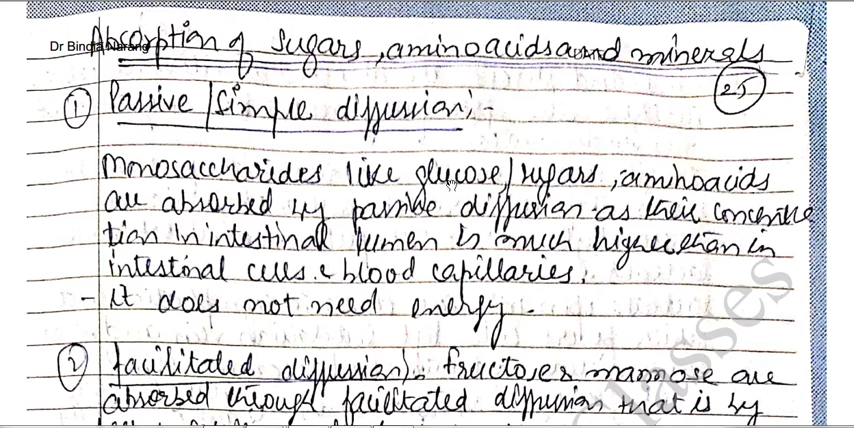 Dr Bindia Narang
Absorption of sugars, aminoacids and minerals
25
① Passive/simple diffusion:-
Monosaccharides like glucose/sugars, aminoacids
are absorbed by passive diffusion as their concentra
tion in intestinal lumen is much higher than in
intestinal cells & blood capillaries.
- it does not need energy.
② facilitated diffusion:- fructose & mannose are
absorbed through facilitated diffusion that is by
classes